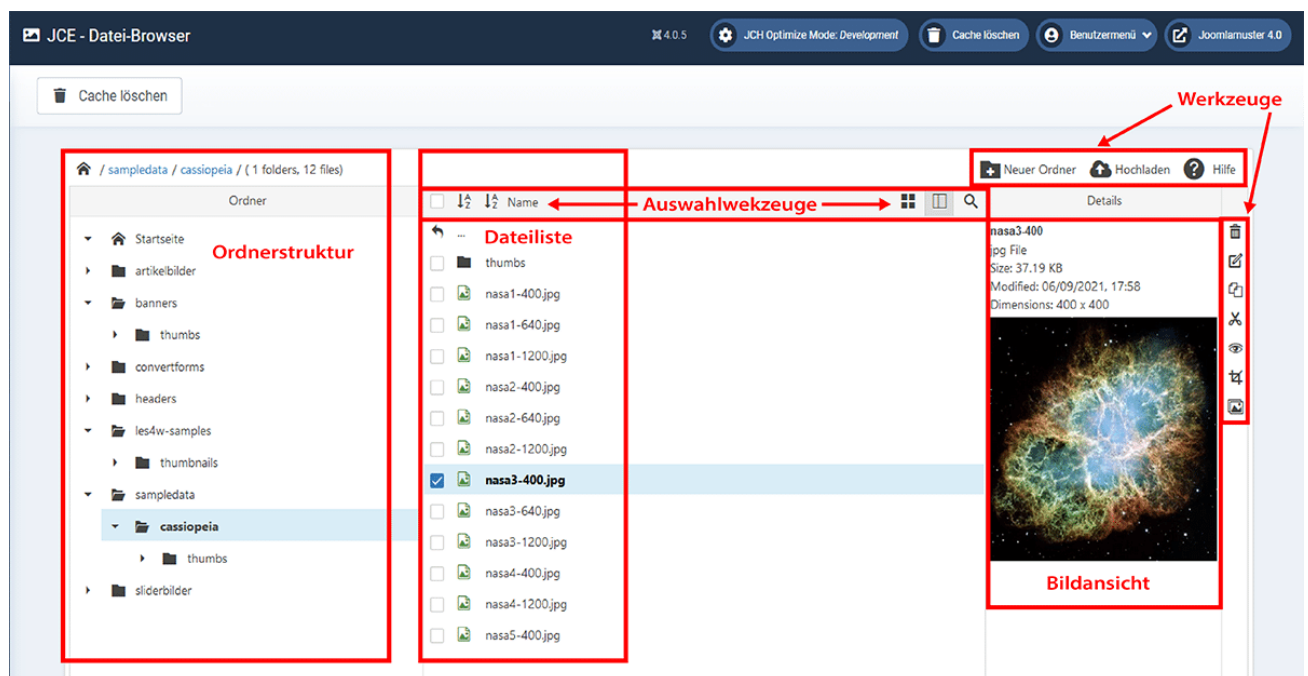 JCE - Datei-Browser
4.0.5
JCH Optimize Mode: Development
Cache löschen
Benutzermenü
Joomlamuster 4.0
Cache löschen
Werkzeuge
/ sampledata / cassiopeia / ( 1 folders, 12 files)
Neuer Ordner
Hochladen
Hilfe
Ordner
Name
Auswahlwekzeuge
Details
Startseite
Ordnerstruktur
artikelbilder
banners
thumbs
convertforms
headers
les4w-samples
thumbnails
sampledata
cassiopeia
thumbs
sliderbilder
...
Dateiliste
thumbs
nasa1-400.jpg
nasa1-640.jpg
nasa1-1200.jpg
nasa2-400.jpg
nasa2-640.jpg
nasa2-1200.jpg
nasa3-400.jpg
nasa3-640.jpg
nasa3-1200.jpg
nasa4-400.jpg
nasa4-1200.jpg
nasa5-400.jpg
nasa3-400
jpg File
Size: 37.19 KB
Modified: 06/09/2021, 17:58
Dimensions: 400 x 400
Bildansicht